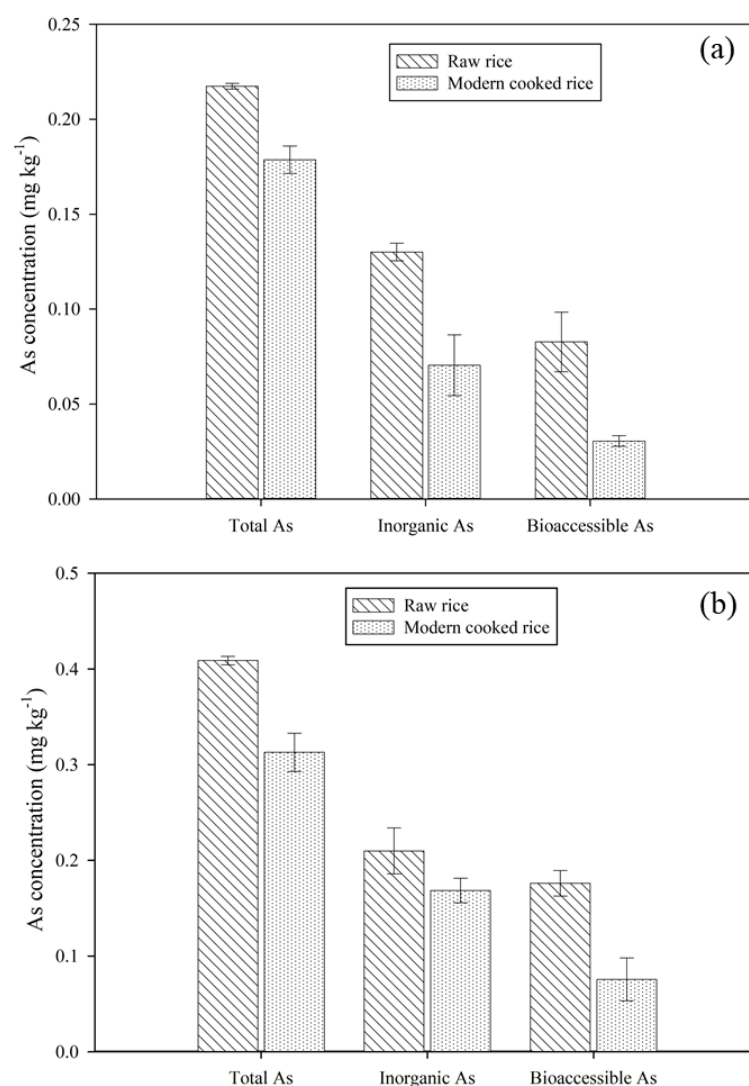 (a)
Raw rice
Modern cooked rice
As concentration (mg kg⁻¹)
0.25
0.20
0.15
0.10
0.05
0.00
Total As Inorganic As Bioaccessible As
(b)
Raw rice
Modern cooked rice
As concentration (mg kg⁻¹)
0.5
0.4
0.3
0.2
0.1
0.0
Total As Inorganic As Bioaccessible As